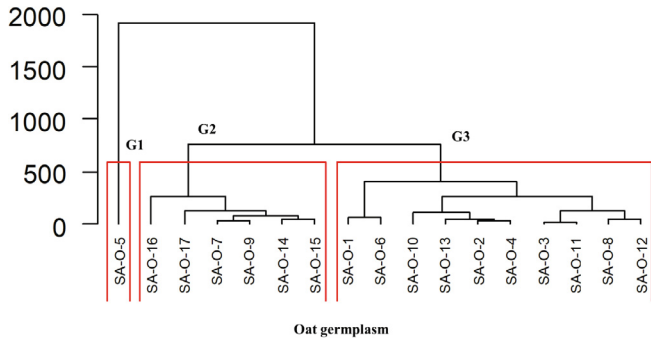 2000
1500
1000
500
0
G1
G2
G3
SA-O-5
SA-O-16
SA-O-17
SA-O-7
SA-O-9
SA-O-14
SA-O-15
SA-O-1
SA-O-6
SA-O-10
SA-O-13
SA-O-2
SA-O-4
SA-O-3
SA-O-11
SA-O-8
SA-O-12
Oat germplasm